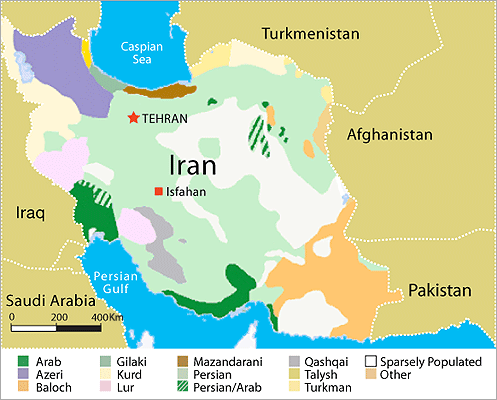 Turkmenistan
Caspian
Sea
TEHRAN
Afghanistan
Iran
Isfahan
Iraq
Persian
Gulf
Pakistan
Saudi Arabia
0 200 400Km
Arab
Azeri
Baloch
Gilaki
Kurd
Lur
Mazandarani
Persian
Persian/Arab
Qashqai
Talysh
Turkman
Sparsely Populated
Other